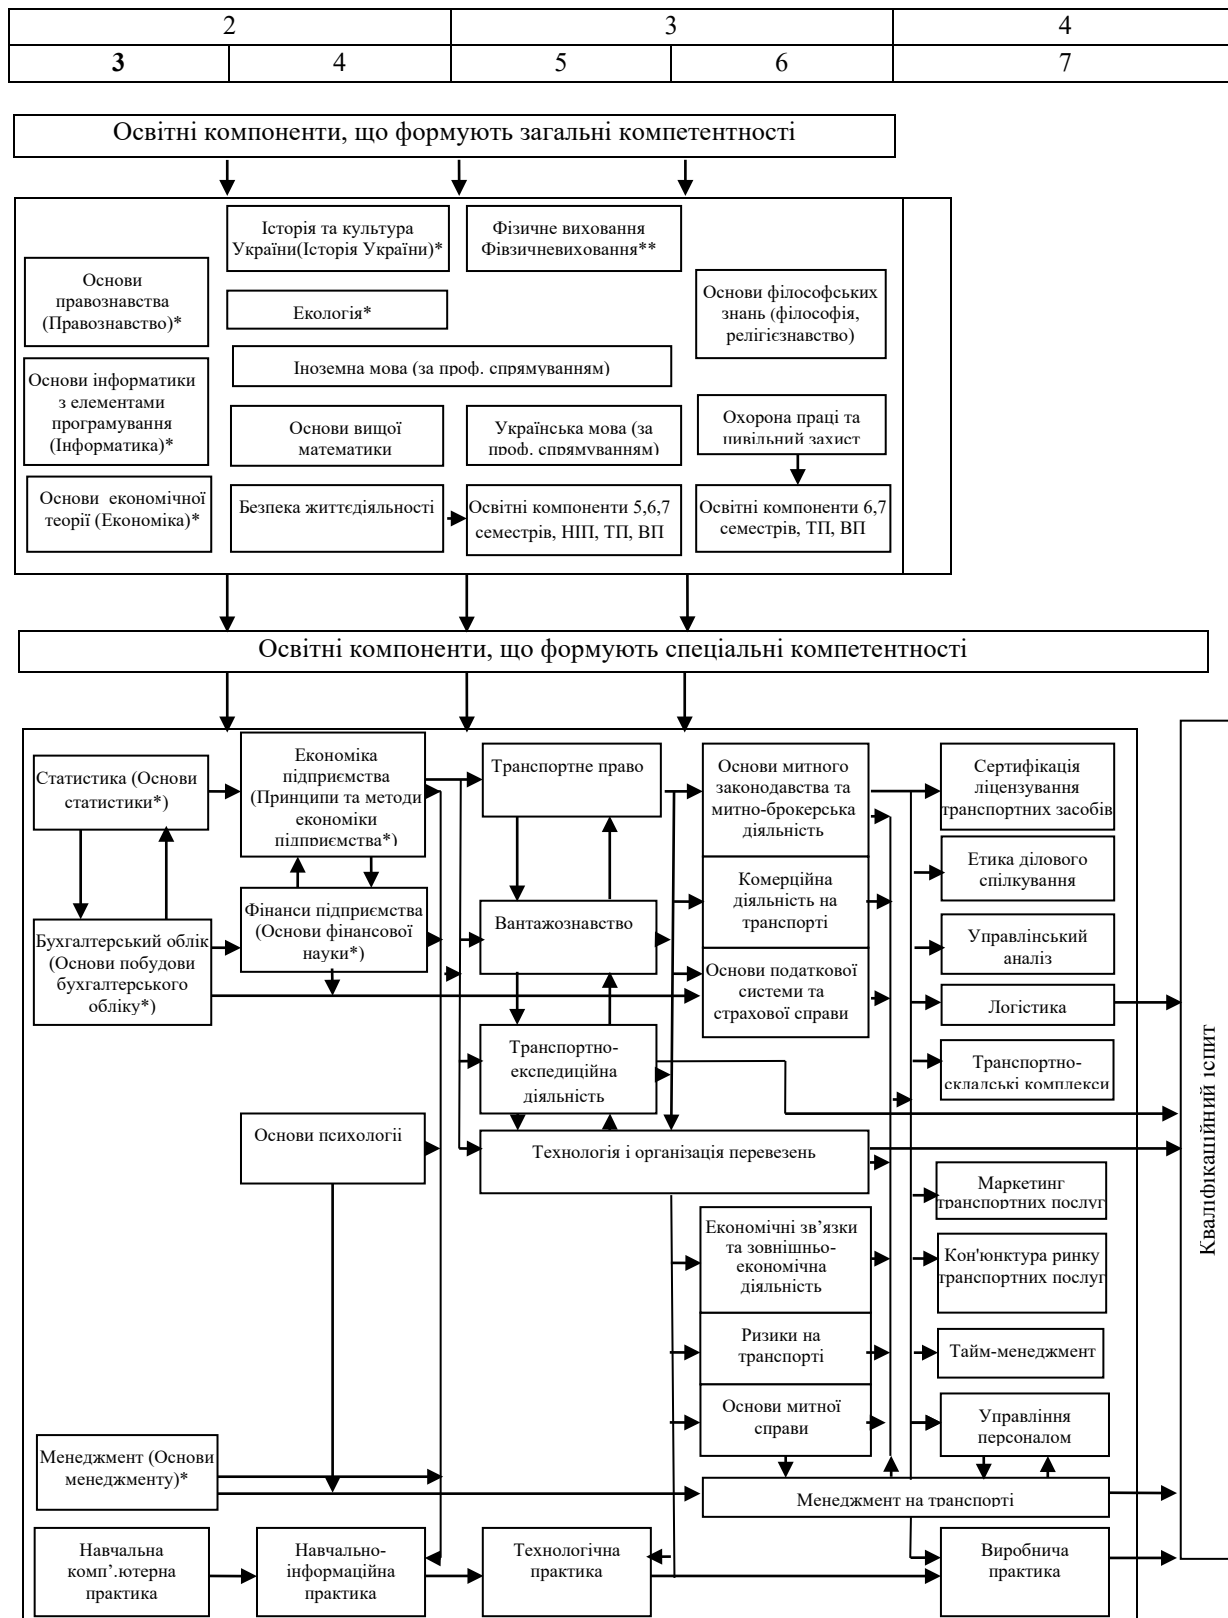 2
3
4
3
4
5
6
7
Освітні компоненти, що формують загальні компетентності
Історія та культура
України(Історія України)*
Фізичне виховання
Фівзичневиховання**
Основи
правознавства
(Правознавство)*
Екологія*
Основи філософських
знань (філософія,
релігієзнавство)
Іноземна мова (за проф. спрямуванням)
Основи інформатики
з елементами
програмування
(Інформатика)*
Основи вищої
математики
Українська мова (за
проф. спрямуванням)
Охорона праці та
цивільний захист
Основи економічної
теорії (Економіка)*
Безпека життєдіяльності
Освітні компоненти 5,6,7
семестрів, НІП, ТП, ВП
Освітні компоненти 6,7
семестрів, ТП, ВП
Освітні компоненти, що формують спеціальні компетентності
Статистика (Основи
статистики*)
Економіка
підприємства
(Принципи та методи
економіки
підприємства*)
Транспортне право
Основи митного
законодавства та
митно-брокерська
діяльність
Сертифікація
ліцензування
транспортних засобів
Етика ділового
спілкування
Комерційна
діяльність на
транспорті
Бухгалтерський облік
(Основи побудови
бухгалтерського
обліку*)
Фінанси підприємства
(Основи фінансової
науки*)
Вантажознавство
Управлінський
аналіз
Основи податкової
системи та
страхової справи
Логістика
Транспортно-
експедиційна
діяльність
Транспортно-
складські комплекси
Основи психології
Технологія і організація перевезень
Маркетинг
транспортних послуг
Економічні зв’язки
та зовнішньо-
економічна
діяльність
Кон'юнктура ринку
транспортних послуг
Ризики на
транспорті
Тайм-менеджмент
Основи митної
справи
Управління
персоналом
Менеджмент (Основи
менеджменту)*
Менеджмент на транспорті
Навчальна
комп’.ютерна
практика
Навчально-
інформаційна
практика
Технологічна
практика
Виробнича
практика
Кваліфікаційний іспит